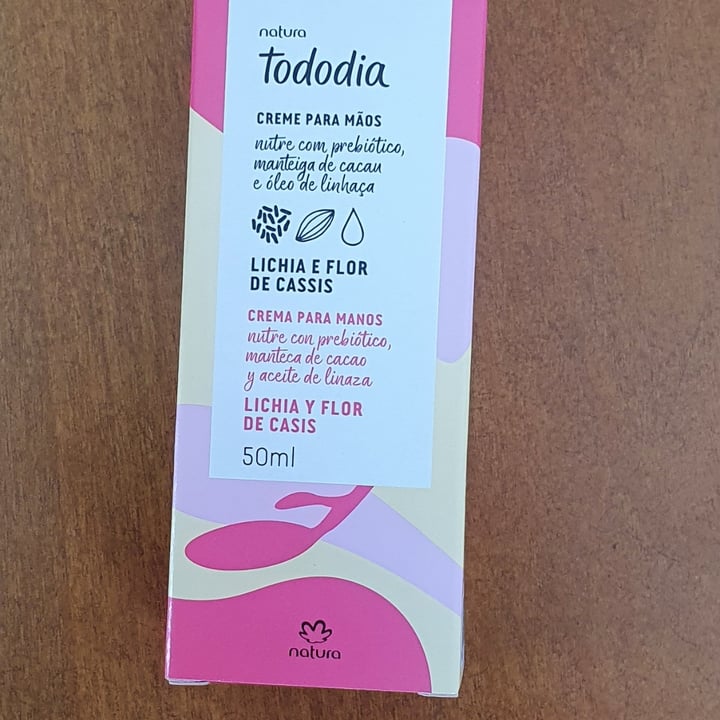 natura
tododia
CREME PARA MÃOS
nutre com prebiótico,
manteiga de cacau
e óleo de linhaça
LICHIA E FLOR
DE CASSIS
CREMA PARA MANOS
nutre con prebiótico,
manteca de cacao
y aceite de linaza
LICHIA Y FLOR
DE CASIS
50ml
natura